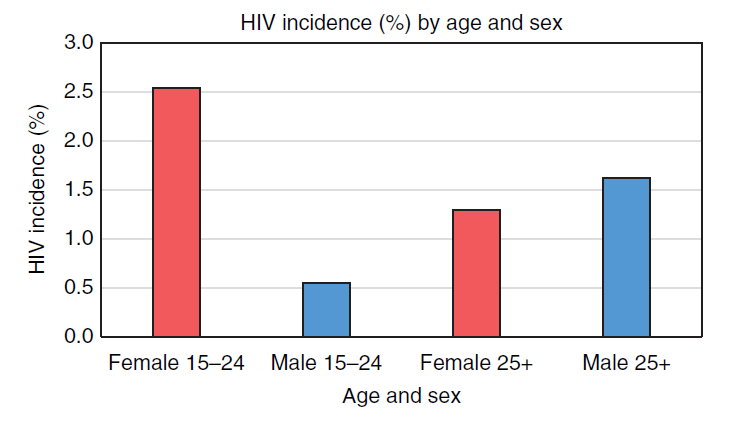 HIV incidence (%) by age and sex
3.0
2.5
2.0
1.5
1.0
0.5
0.0
HIV incidence (%)
Female 15–24 Male 15–24 Female 25+ Male 25+
Age and sex